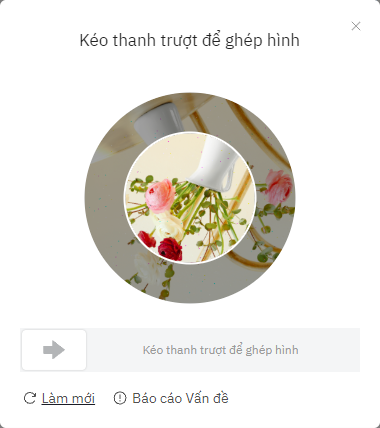 Kéo thanh trượt để ghép hình
Kéo thanh trượt để ghép hình
Làm mới
Báo cáo Vấn đề